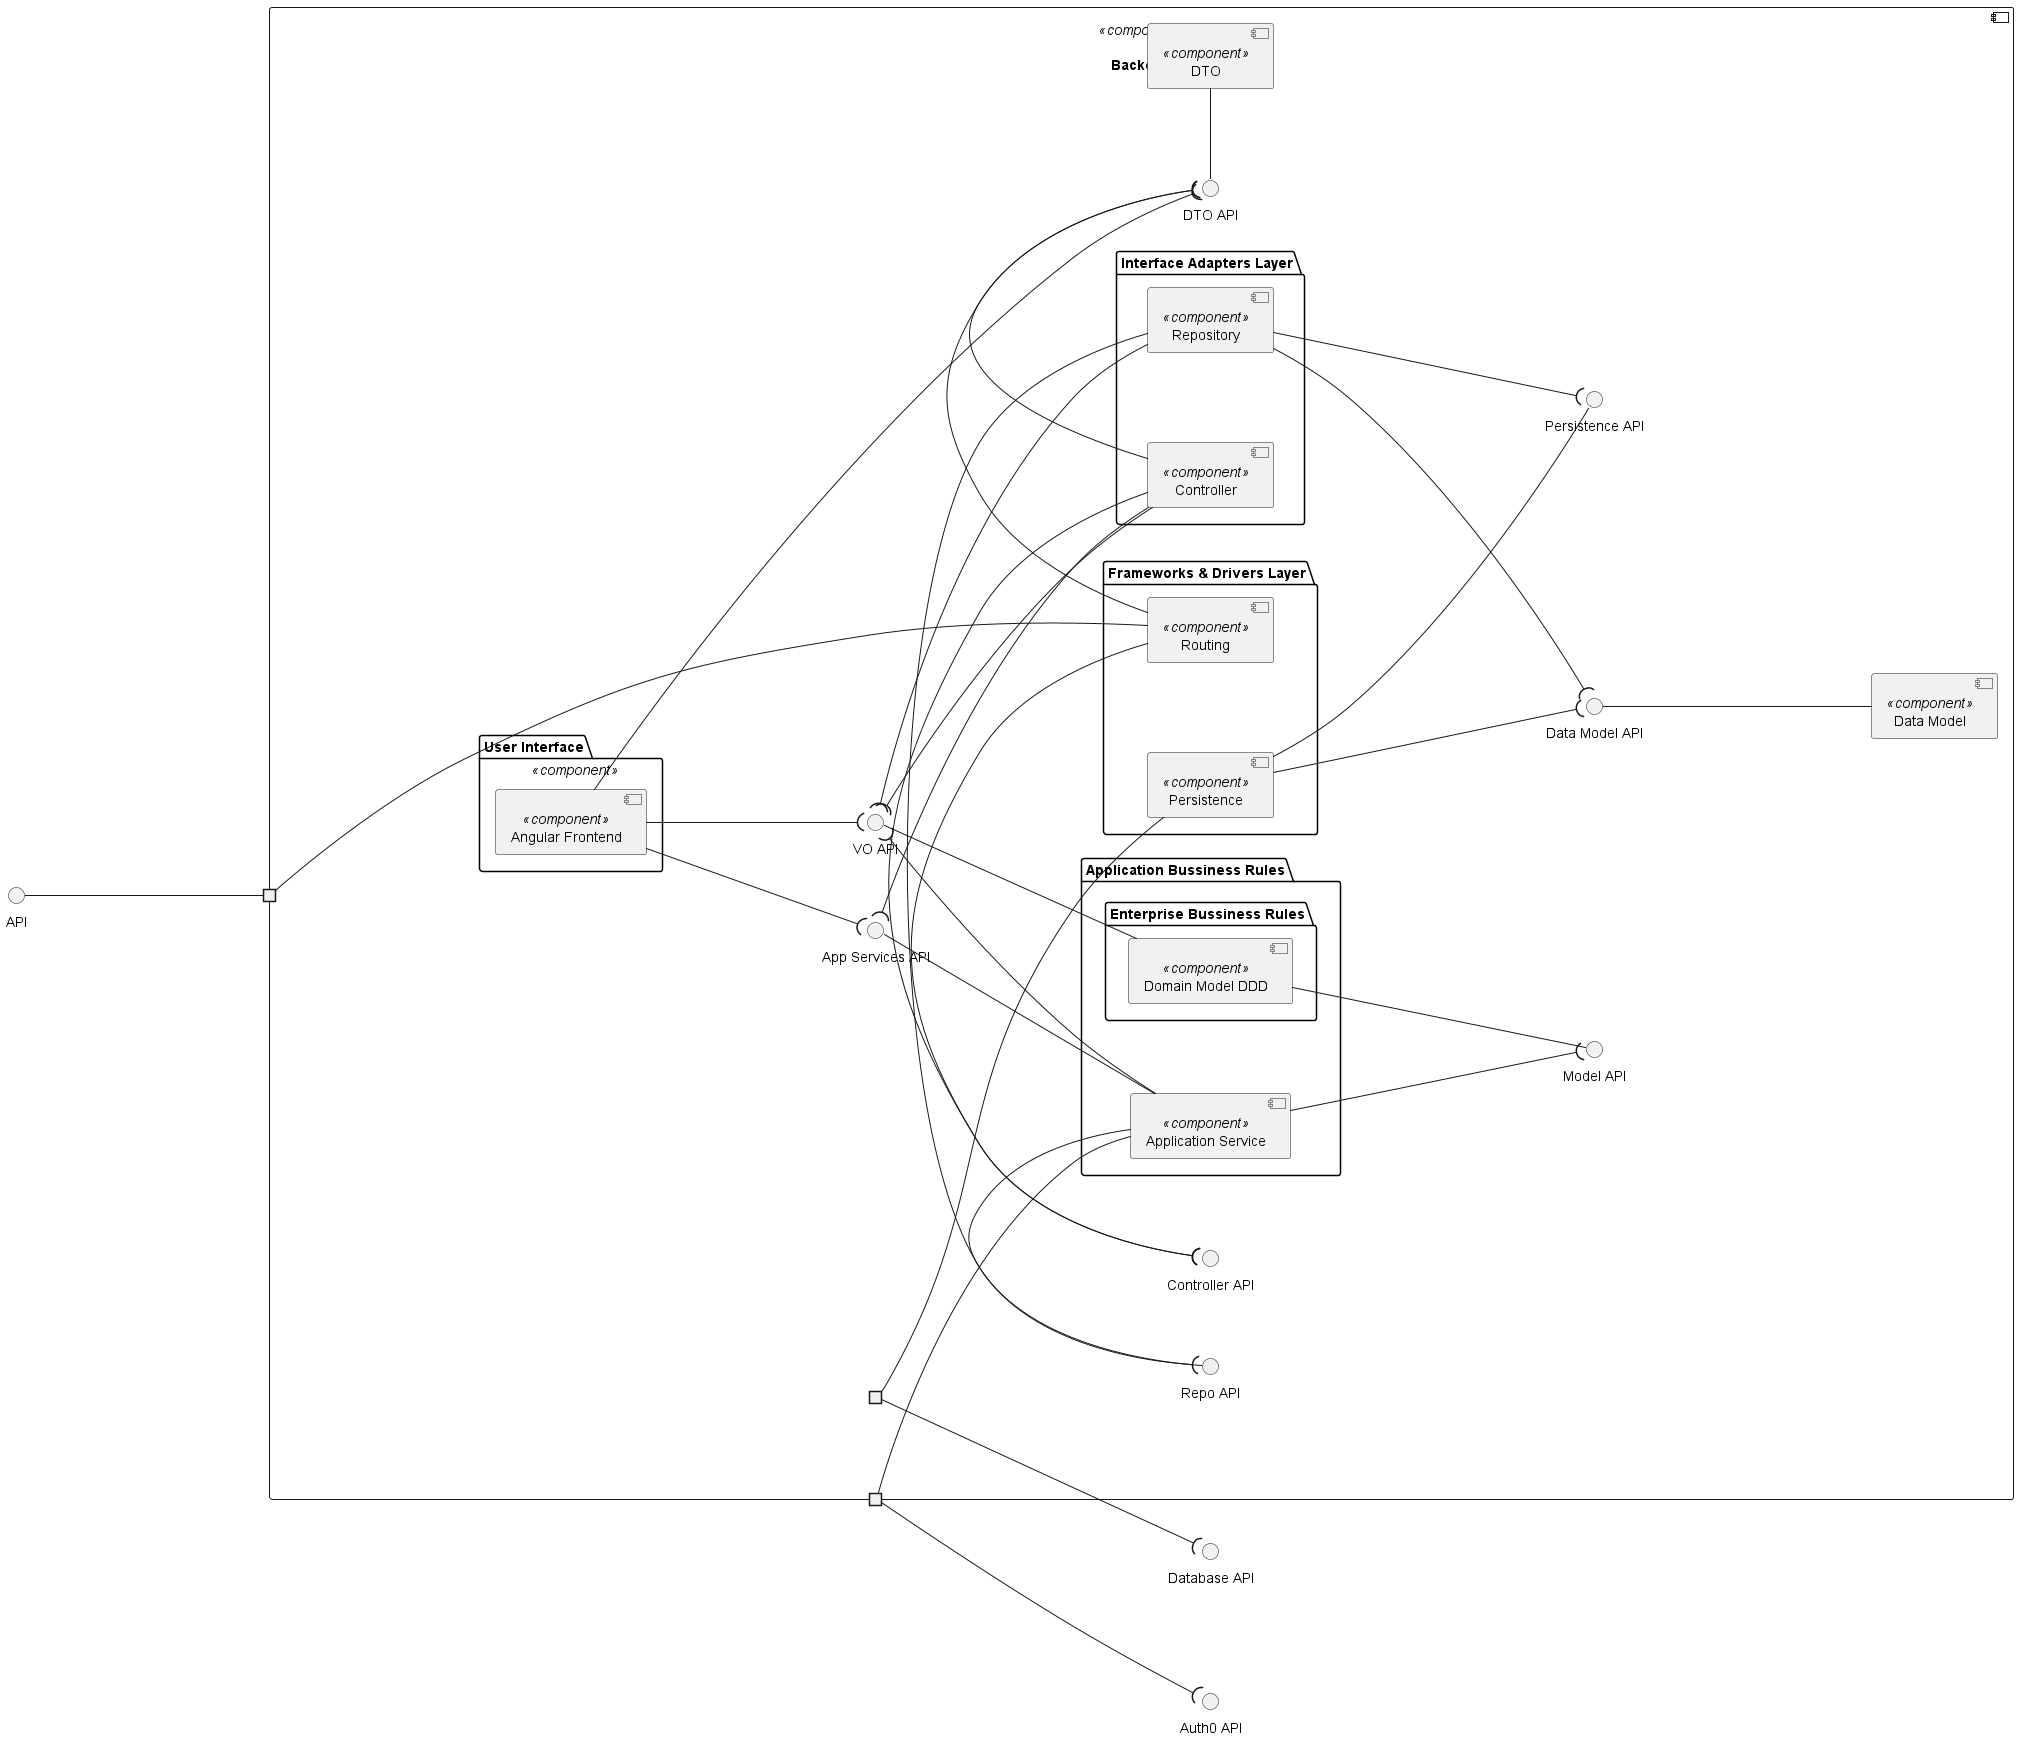 «component»
DTO
DTO API
Interface Adapters Layer
«component»
Repository
Persistence API
«component»
Controller
Frameworks & Drivers Layer
«component»
Routing
«component»
Data Model
Data Model API
User Interface
«component»
«component»
Angular Frontend
«component»
Persistence
VO API
Application Bussiness Rules
Enterprise Bussiness Rules
API
«component»
Domain Model DDD
App Services API
Model API
«component»
Application Service
Controller API
Repo API
Database API
Auth0 API